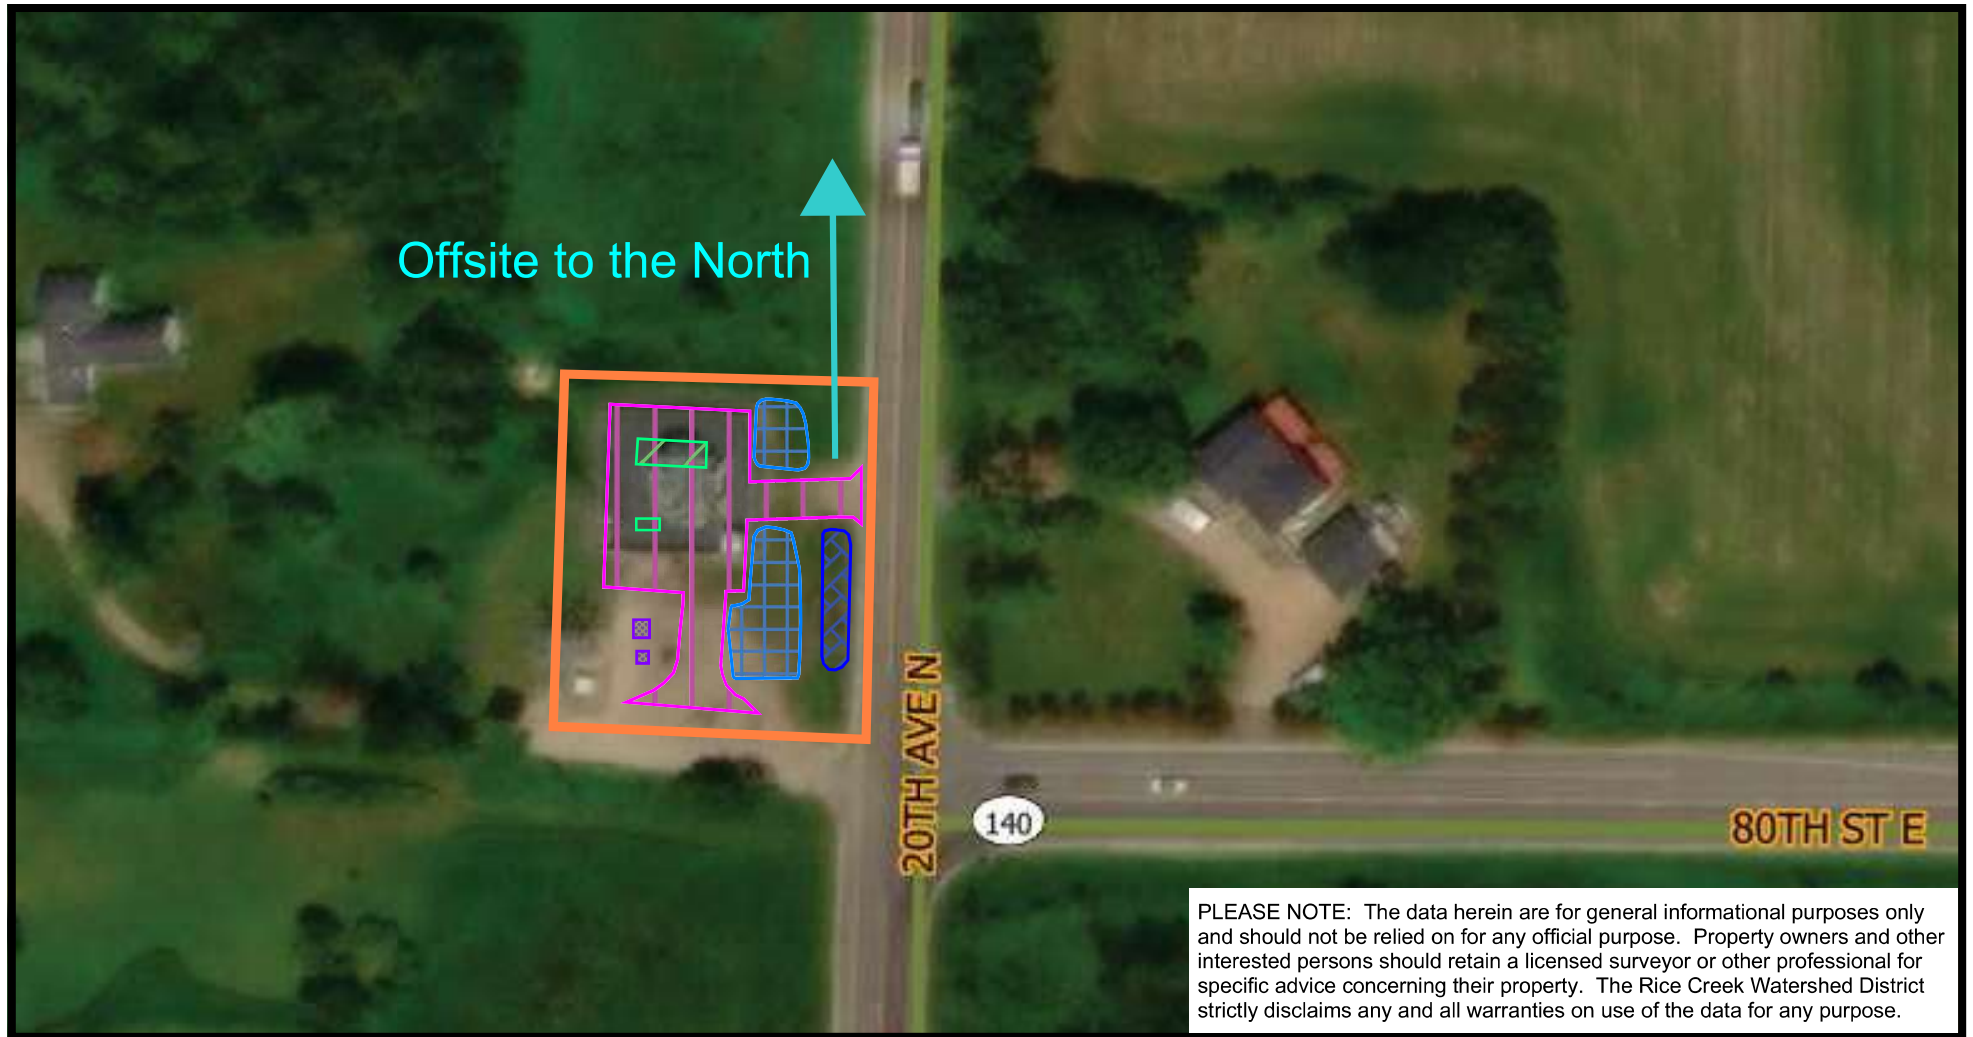 Offsite to the North
20TH AVE N
140
80TH ST E
PLEASE NOTE: The data herein are for general informational purposes only
and should not be relied on for any official purpose. Property owners and other
interested persons should retain a licensed surveyor or other professional for
specific advice concerning their property. The Rice Creek Watershed District
strictly disclaims any and all warranties on use of the data for any purpose.